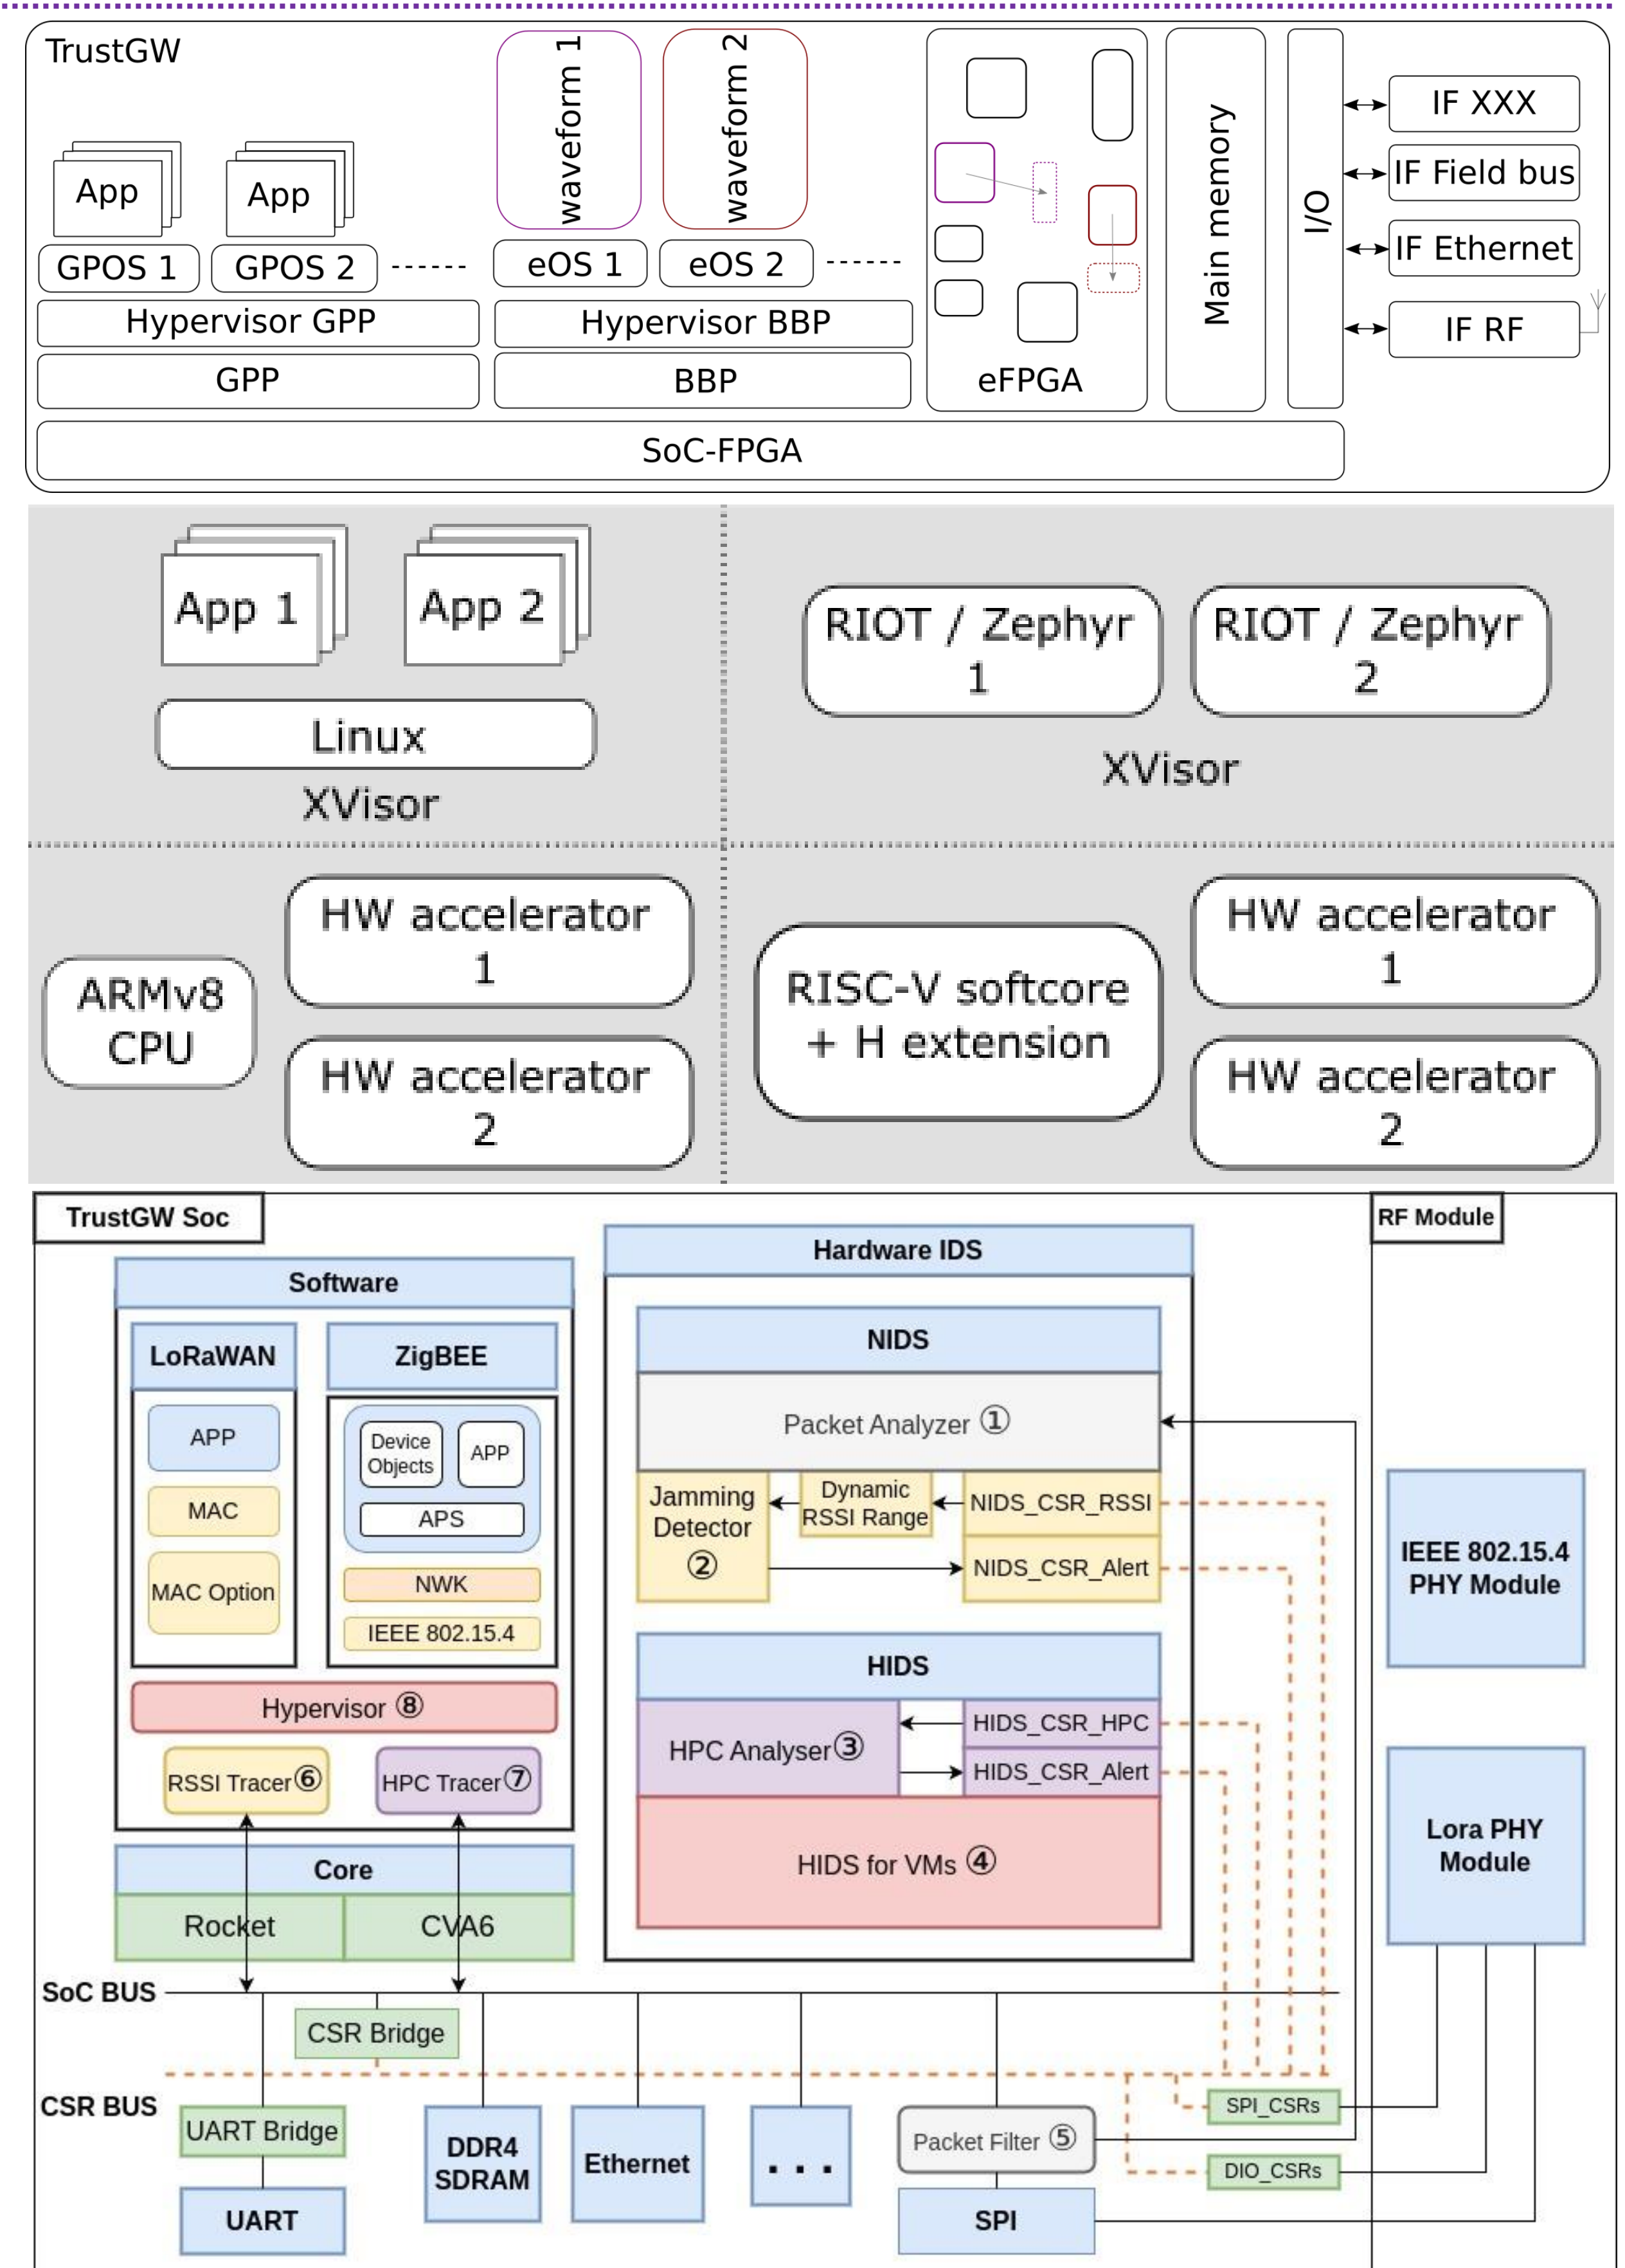 TrustGW
waveform 1
waveform 2
App
App
GPOS 1
GPOS 2
eOS 1
eOS 2
Hypervisor GPP
Hypervisor BBP
GPP
BBP
eFPGA
Main memory
I/O
IF XXX
IF Field bus
IF Ethernet
IF RF
SoC-FPGA
App 1
App 2
Linux
XVisor
RIOT / Zephyr
1
RIOT / Zephyr
2
XVisor
ARMv8
CPU
HW accelerator
1
HW accelerator
2
RISC-V softcore
+ H extension
HW accelerator
1
HW accelerator
2
TrustGW Soc
RF Module
Software
LoRaWAN
APP
MAC
MAC Option
ZigBEE
Device
Objects
APP
APS
NWK
IEEE 802.15.4
Hypervisor ⑧
RSSI Tracer ⑥
HPC Tracer ⑦
Core
Rocket
CVA6
Hardware IDS
NIDS
Packet Analyzer ①
Jamming
Detector
②
Dynamic
RSSI Range
NIDS_CSR_RSSI
NIDS_CSR_Alert
HIDS
HPC Analyser ③
HIDS_CSR_HPC
HIDS_CSR_Alert
HIDS for VMs ④
IEEE 802.15.4
PHY Module
Lora PHY
Module
SoC BUS
CSR Bridge
CSR BUS
UART Bridge
UART
DDR4
SDRAM
Ethernet
...
Packet Filter ⑤
SPI
SPI_CSRs
DIO_CSRs